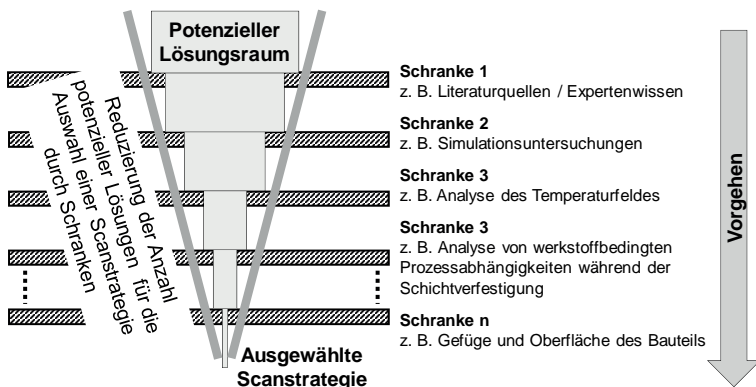 Potenzieller
Lösungsraum
Reduzierung der Anzahl
potenzieller Lösungen für die
Auswahl einer Scanstrategie
durch Schranken
Schranke 1
z. B. Literaturquellen / Expertenwissen
Schranke 2
z. B. Simulationsuntersuchungen
Schranke 3
z. B. Analyse des Temperaturfeldes
Schranke 3
z. B. Analyse von werkstoffbedingten
Prozessabhängigkeiten während der
Schichtverfestigung
Schranke n
z. B. Gefüge und Oberfläche des Bauteils
Ausgewählte
Scanstrategie
Vorgehen